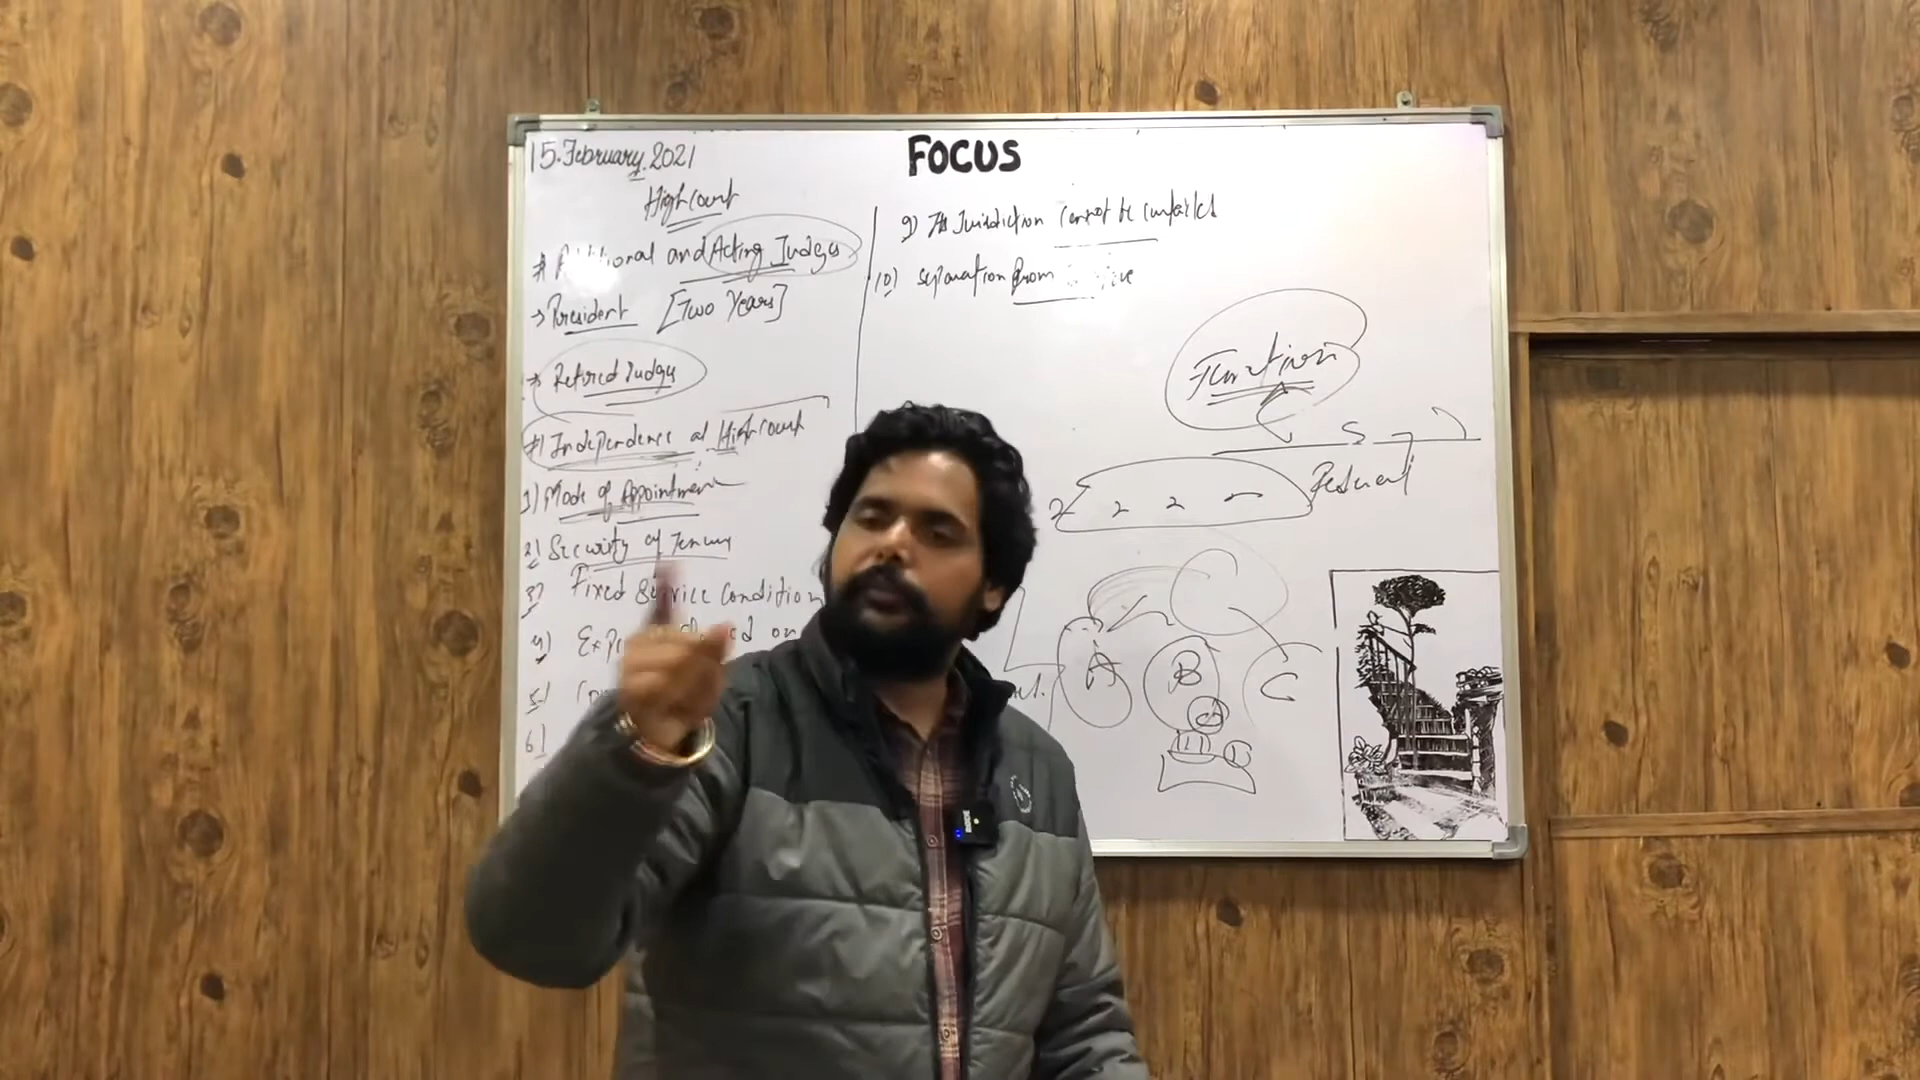 15.February.2021
FOCUS
High Court
# Additional and Acting Judges
→ President [Two Years]
→ Retired Judges
# Independence of High Court
1) Mode of Appointment
2) Security of Tenure
3) Fixed Service Condition
4)
5)
6)
9) Its Jurisdiction Cannot be Curtailed
10) Separation from
Function
Federal
A B C